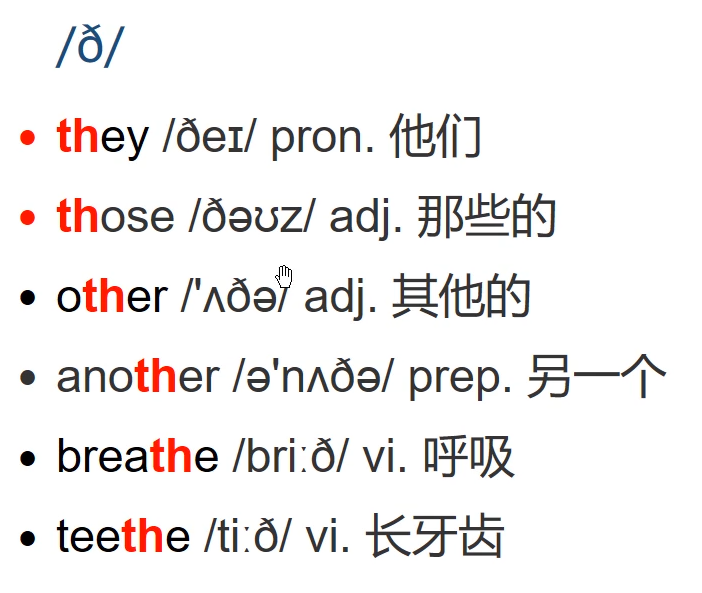 /ð/
• they /ðeɪ/ pron. 他们
• those /ðəʊz/ adj. 那些的
• other /'ʌðə/ adj. 其他的
• another /ə'nʌðə/ prep. 另一个
• breathe /briːð/ vi. 呼吸
• teethe /tiːð/ vi. 长牙齿